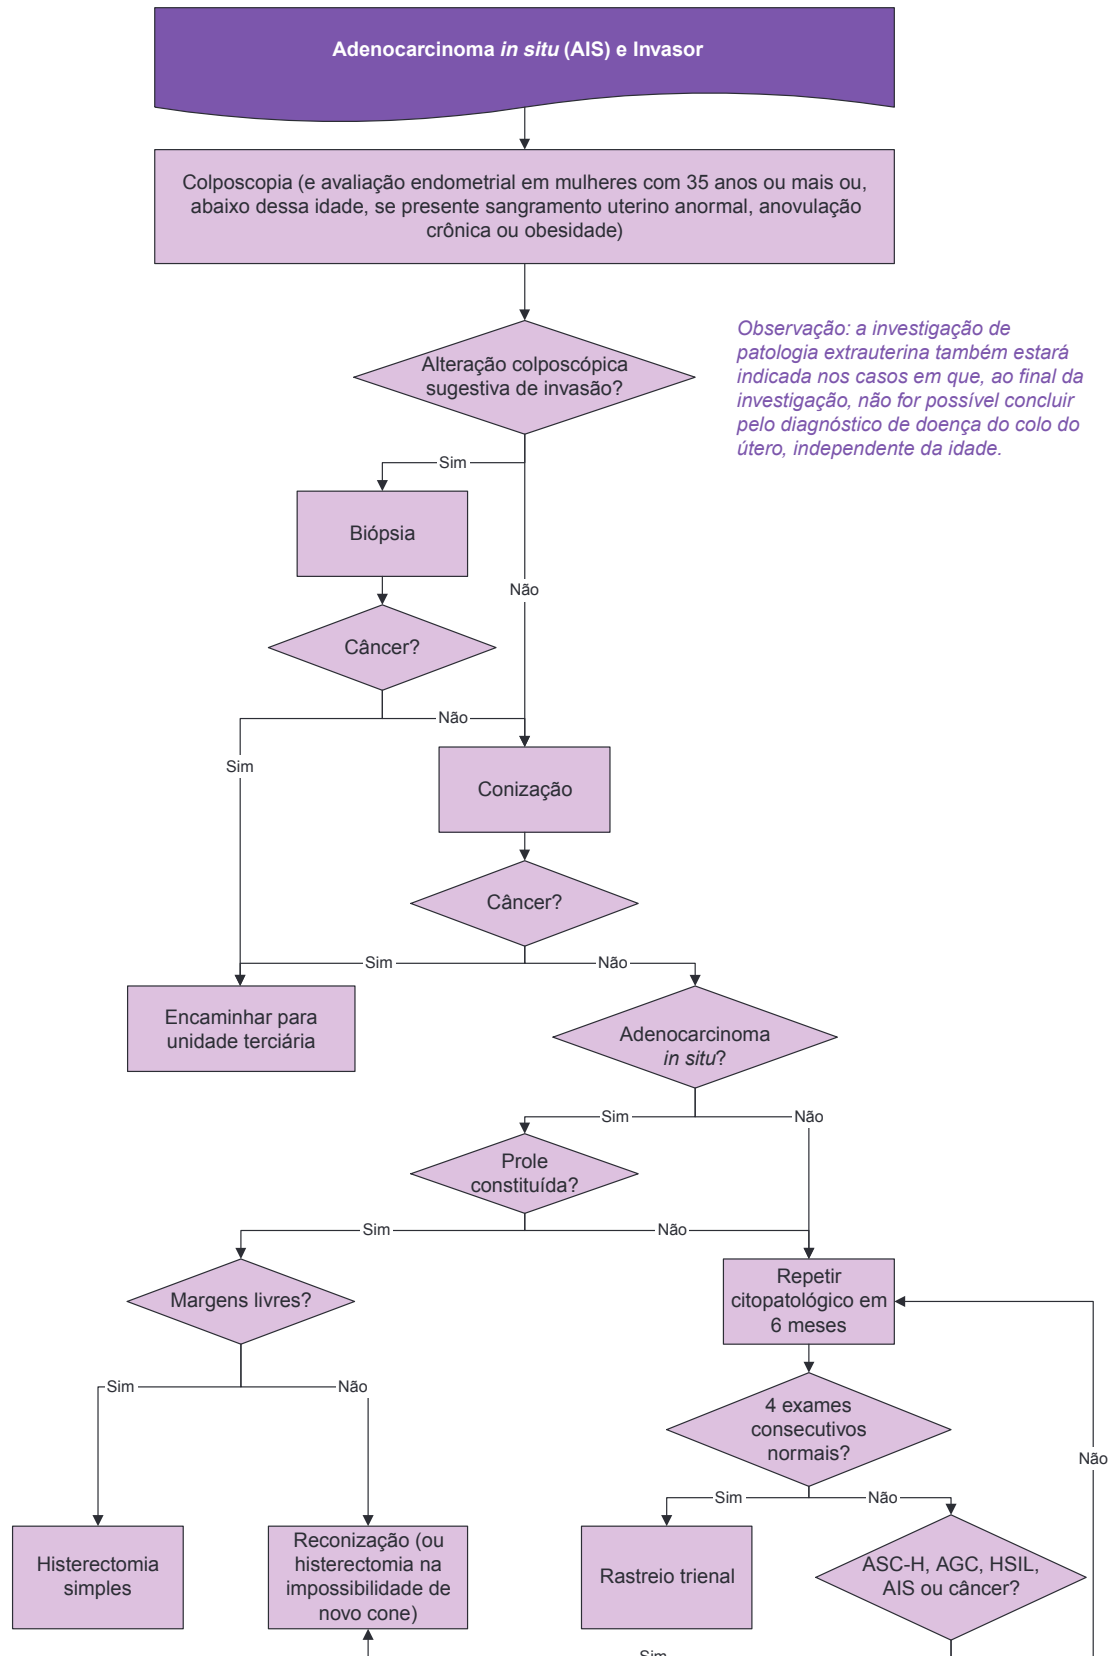 Adenocarcinoma in situ (AIS) e Invasor
Colposcopia (e avaliação endometrial em mulheres com 35 anos ou mais ou,
abaixo dessa idade, se presente sangramento uterino anormal, anovulação
crônica ou obesidade)
Observação: a investigação de
patologia extrauterina também estará
indicada nos casos em que, ao final da
investigação, não for possível concluir
pelo diagnóstico de doença do colo do
útero, independente da idade.
Alteração colposcópica
sugestiva de invasão?
Sim
Biópsia
Não
Câncer?
Não
Sim
Conização
Câncer?
Sim
Não
Encaminhar para
unidade terciária
Adenocarcinoma
in situ?
Sim
Não
Prole
constituída?
Sim
Não
Margens livres?
Repetir
citopatológico em
6 meses
Sim
Não
4 exames
consecutivos
normais?
Não
Sim
Não
Histerectomia
simples
Reconização (ou
histerectomia na
impossibilidade de
novo cone)
Rastreio trienal
ASC-H, AGC, HSIL,
AIS ou câncer?
Sim